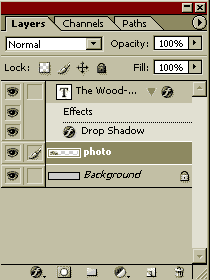 Layers Channels Paths
Normal Opacity: 100%
Lock: Fill: 100%
T The Wood-...
Effects
Drop Shadow
photo
Background